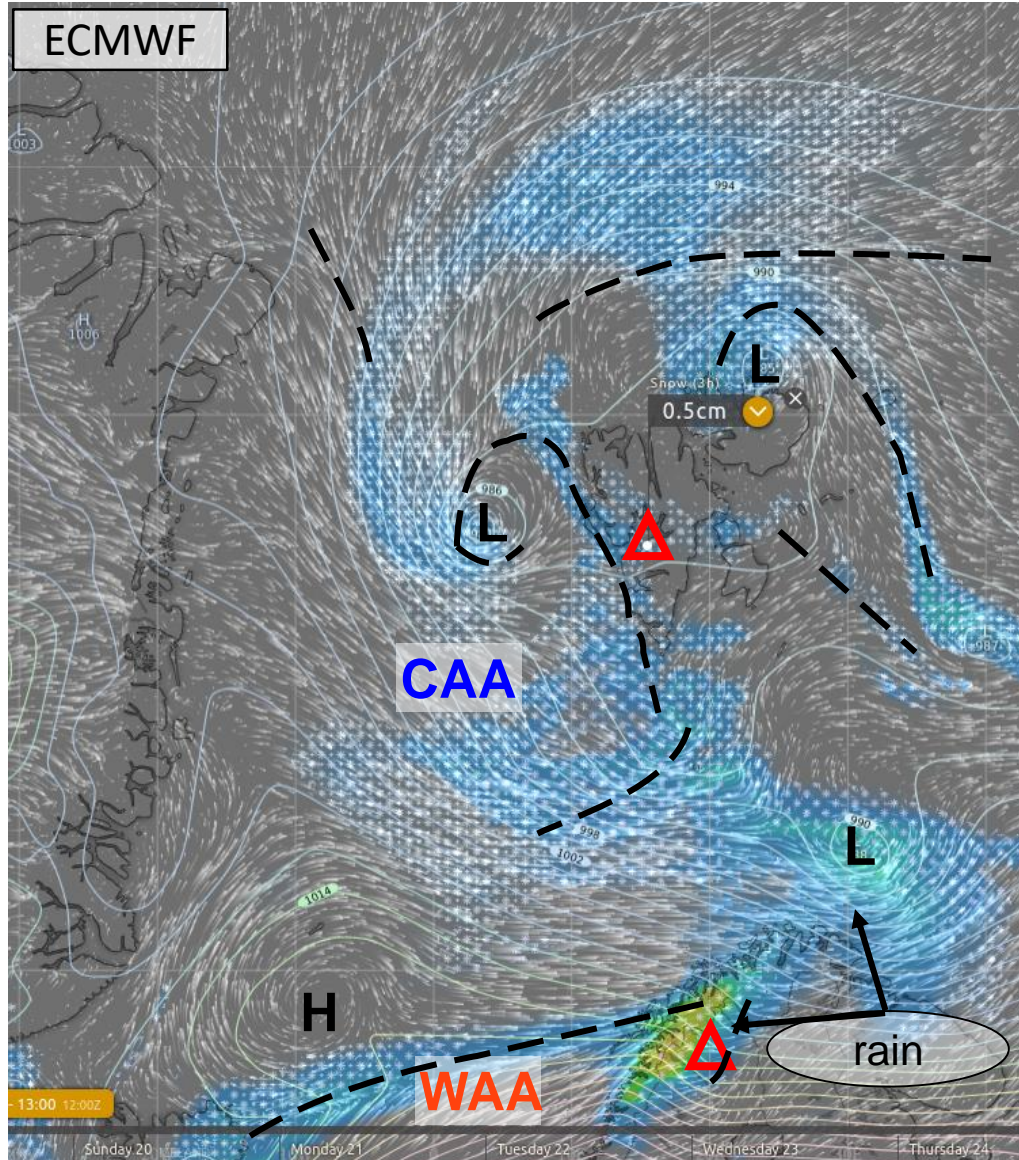 ECMWF
L
1003
994
H
1006
990
L
Snow (3h)
0.5cm
986
L
987
CAA
998
1002
990
L
1014
H
rain
WAA
- 13:00 12:00Z
Sunday 20
Monday 21
Tuesday 22
Wednesday 23
Thursday 24